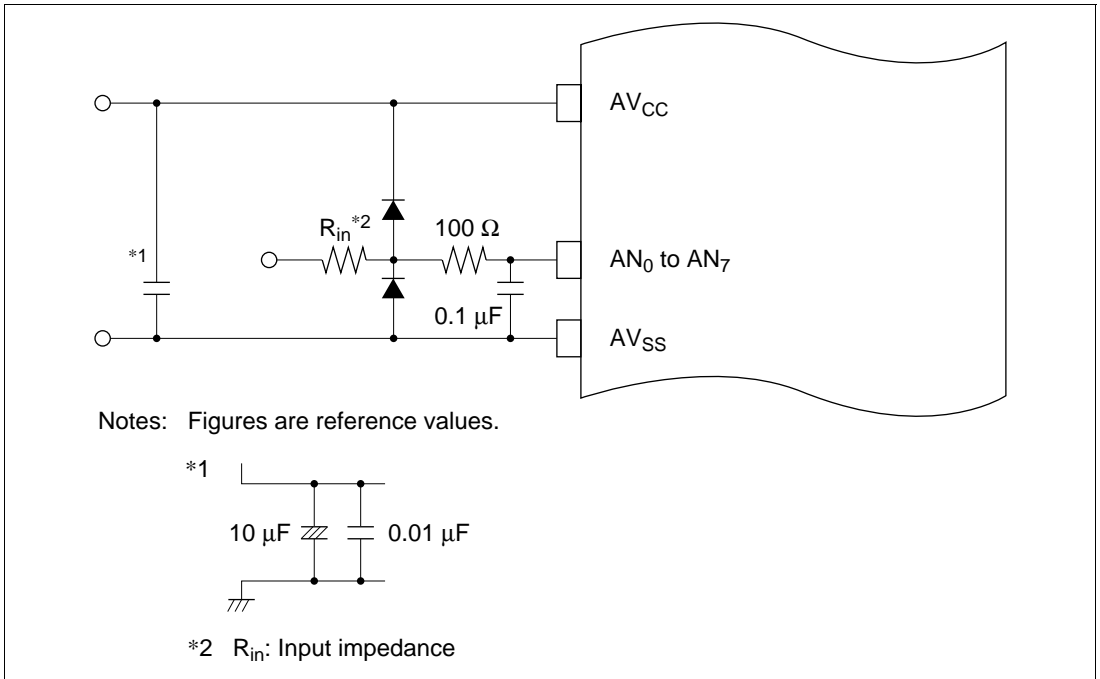 AVCC
Rin*2
100 Ω
*1
AN0 to AN7
0.1 μF
AVSS
Notes: Figures are reference values.
*1
10 μF
0.01 μF
*2 Rin: Input impedance